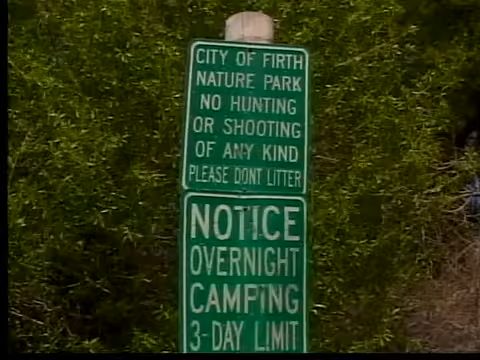 CITY OF FIRTH
NATURE PARK
NO HUNTING
OR SHOOTING
OF ANY KIND
PLEASE DONT LITTER
NOTICE
OVERNIGHT
CAMPING
3-DAY LIMIT